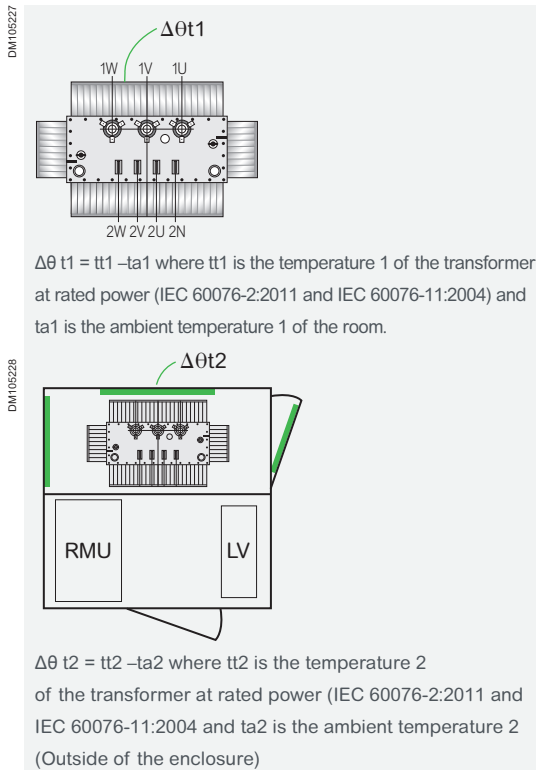 DM105227
Δθt1
1W 1V 1U
2W 2V 2U 2N
Δθ t1 = tt1 –ta1 where tt1 is the temperature 1 of the transformer
at rated power (IEC 60076-2:2011 and IEC 60076-11:2004) and
ta1 is the ambient temperature 1 of the room.
DM105228
Δθt2
RMU LV
Δθ t2 = tt2 –ta2 where tt2 is the temperature 2
of the transformer at rated power (IEC 60076-2:2011 and
IEC 60076-11:2004 and ta2 is the ambient temperature 2
(Outside of the enclosure)